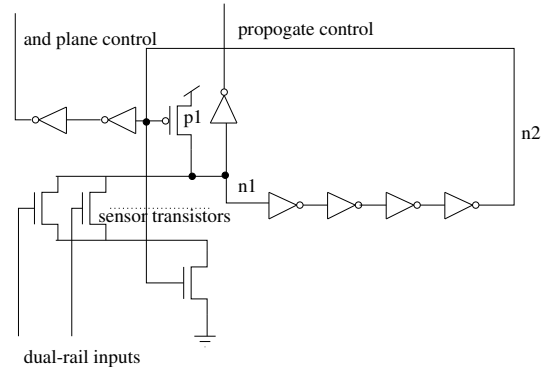 and plane control
propogate control
p1
n2
n1
sensor transistors
dual-rail inputs